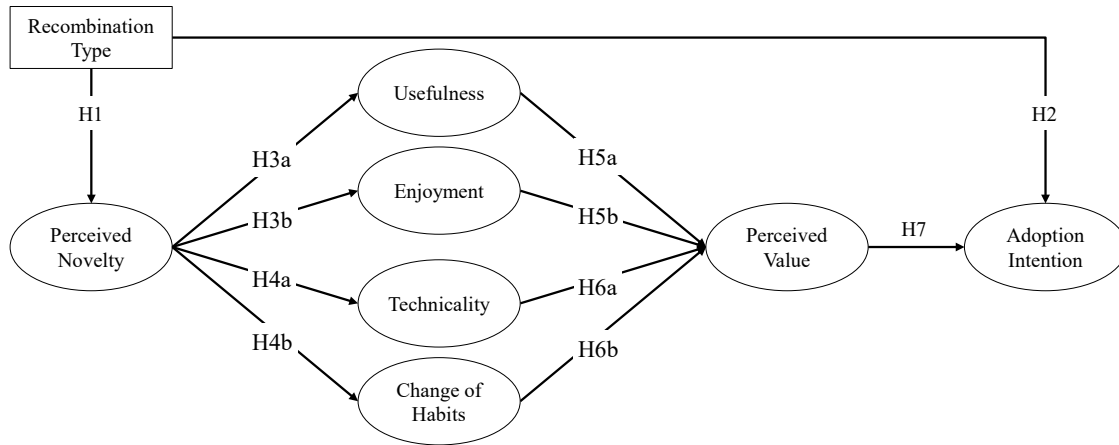 Recombination
Type
H1
H2
Usefulness
H3a
H5a
Enjoyment
H3b
H5b
Perceived
Novelty
Perceived
Value
H7
Adoption
Intention
H4a
Technicality
H6a
H4b
H6b
Change of
Habits